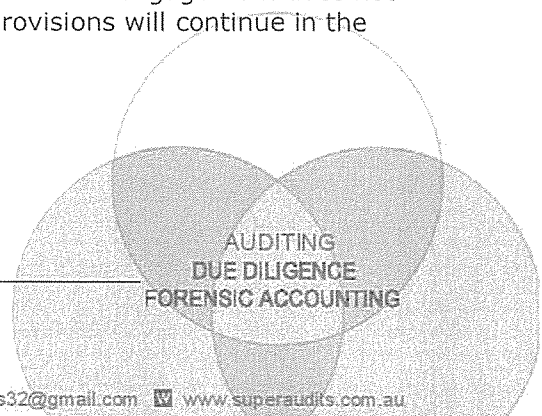 rovisions will continue in the
AUDITING
DUE DILIGENCE
FORENSIC ACCOUNTING
s32@gmail.com www.superaudits.com.au